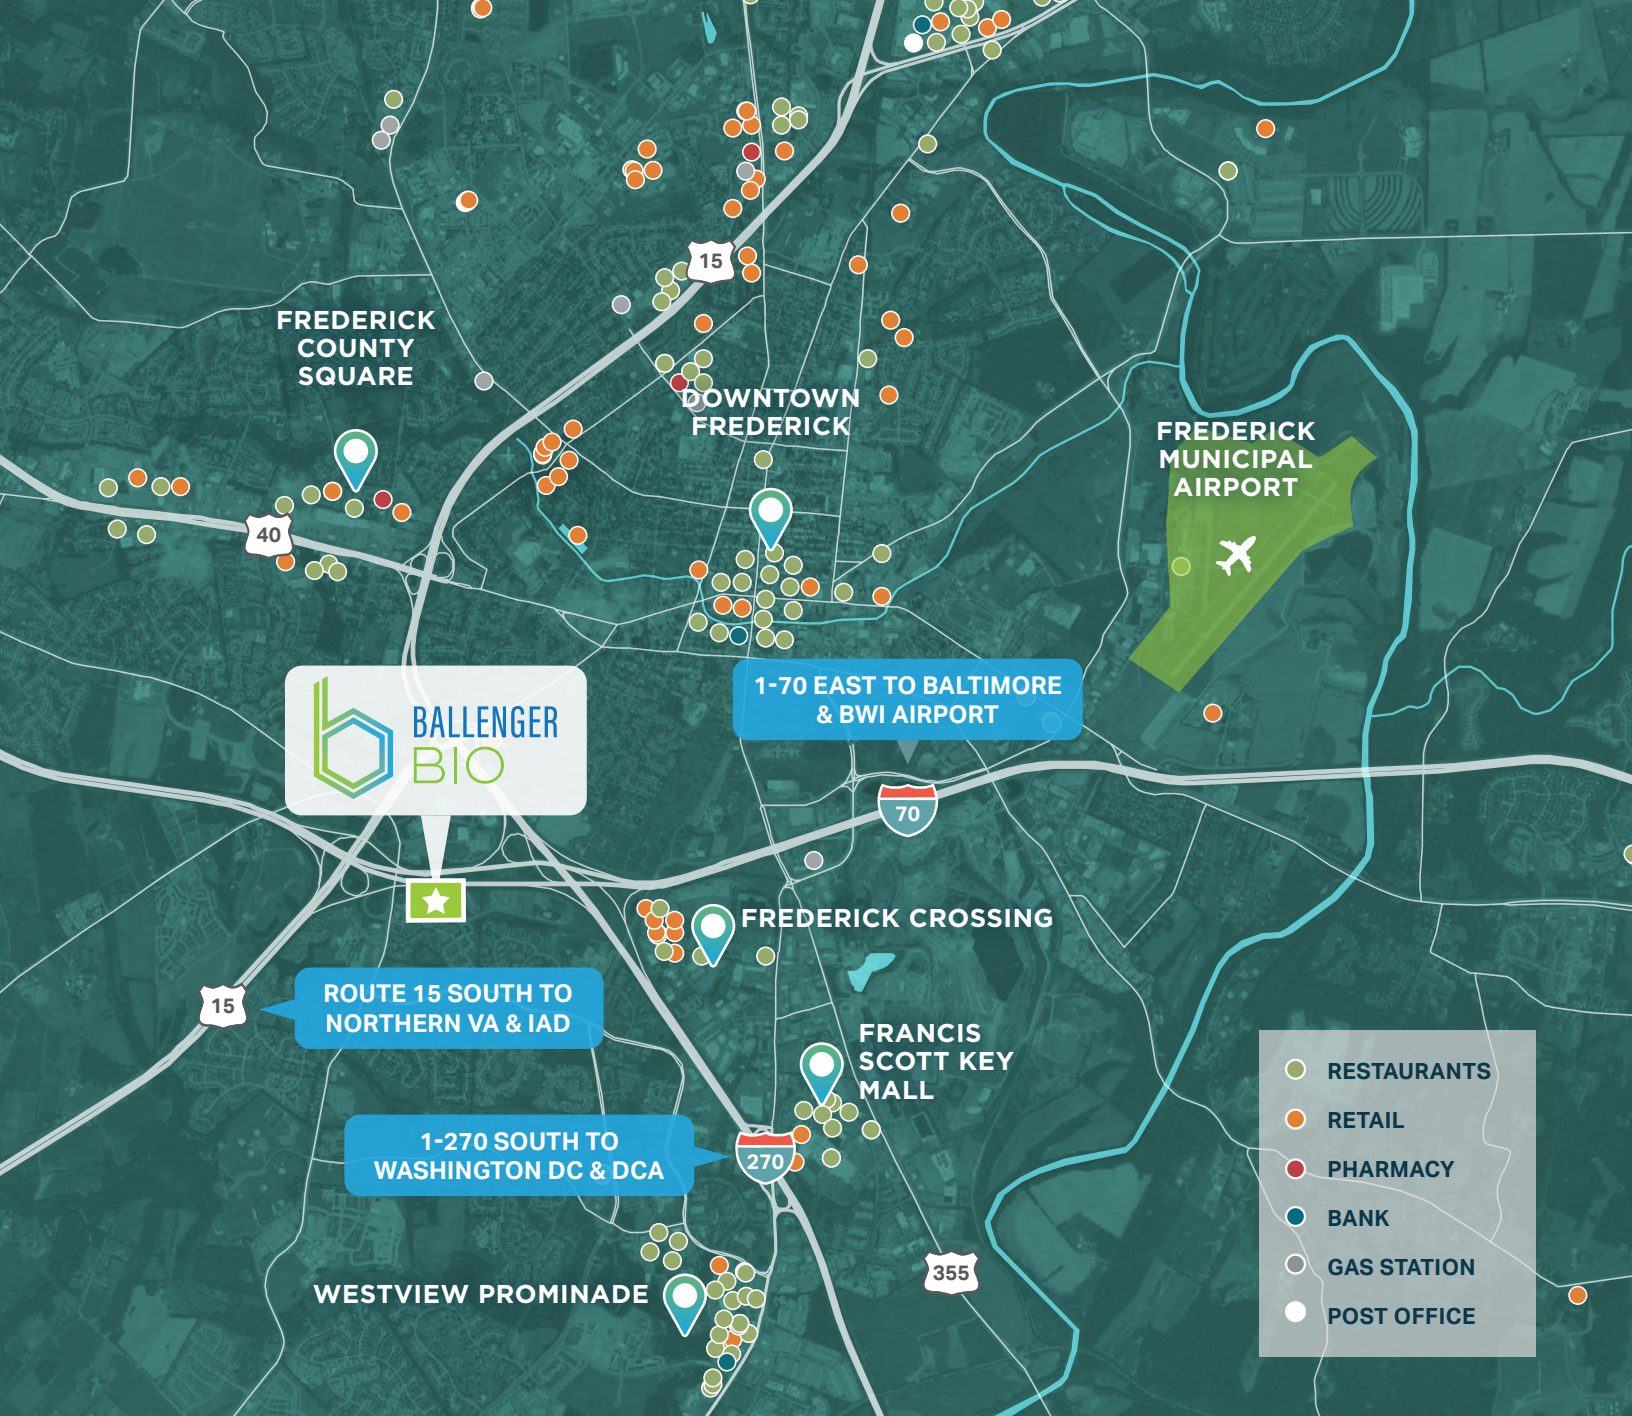 15
FREDERICK
COUNTY
SQUARE
DOWNTOWN
FREDERICK
FREDERICK
MUNICIPAL
AIRPORT
40
BALLENGER
BIO
1-70 EAST TO BALTIMORE
& BWI AIRPORT
70
FREDERICK CROSSING
15
ROUTE 15 SOUTH TO
NORTHERN VA & IAD
FRANCIS
SCOTT KEY
MALL
1-270 SOUTH TO
WASHINGTON DC & DCA
270
355
WESTVIEW PROMINADE
RESTAURANTS
RETAIL
PHARMACY
BANK
GAS STATION
POST OFFICE